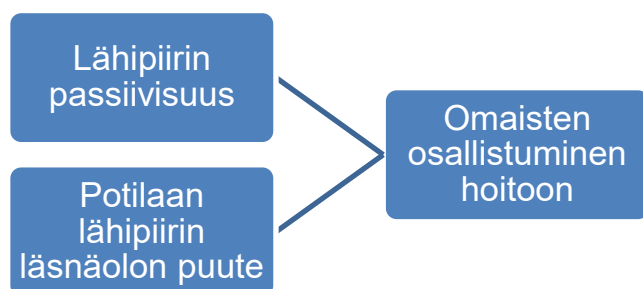 Lähipiirin
passiivisuus
Potilaan
lähipiirin
läsnäolon puute
Omaisten
osallistuminen
hoitoon